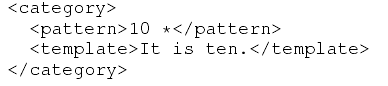 <category>
  <pattern>10 *</pattern>
  <template>It is ten.</template>
</category>